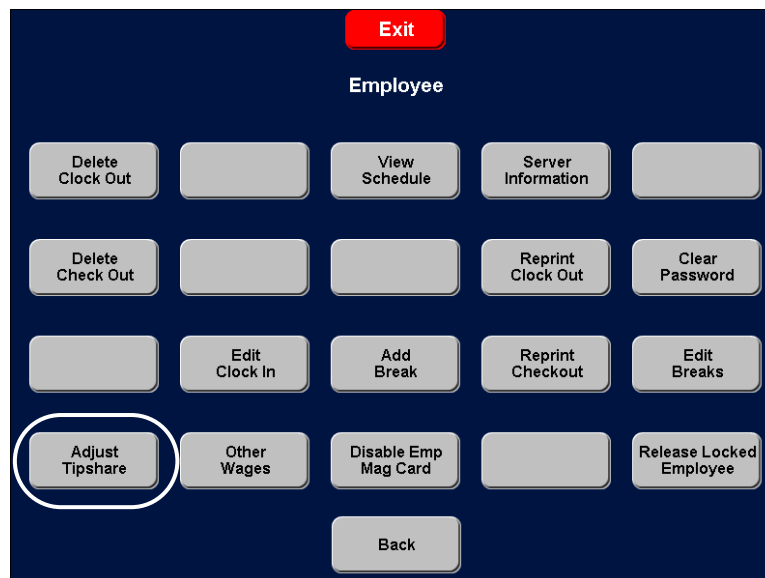 Exit
Employee
Delete
Clock Out
View
Schedule
Server
Information
Delete
Check Out
Reprint
Clock Out
Clear
Password
Edit
Clock In
Add
Break
Reprint
Checkout
Edit
Breaks
Adjust
Tipshare
Other
Wages
Disable Emp
Mag Card
Release Locked
Employee
Back